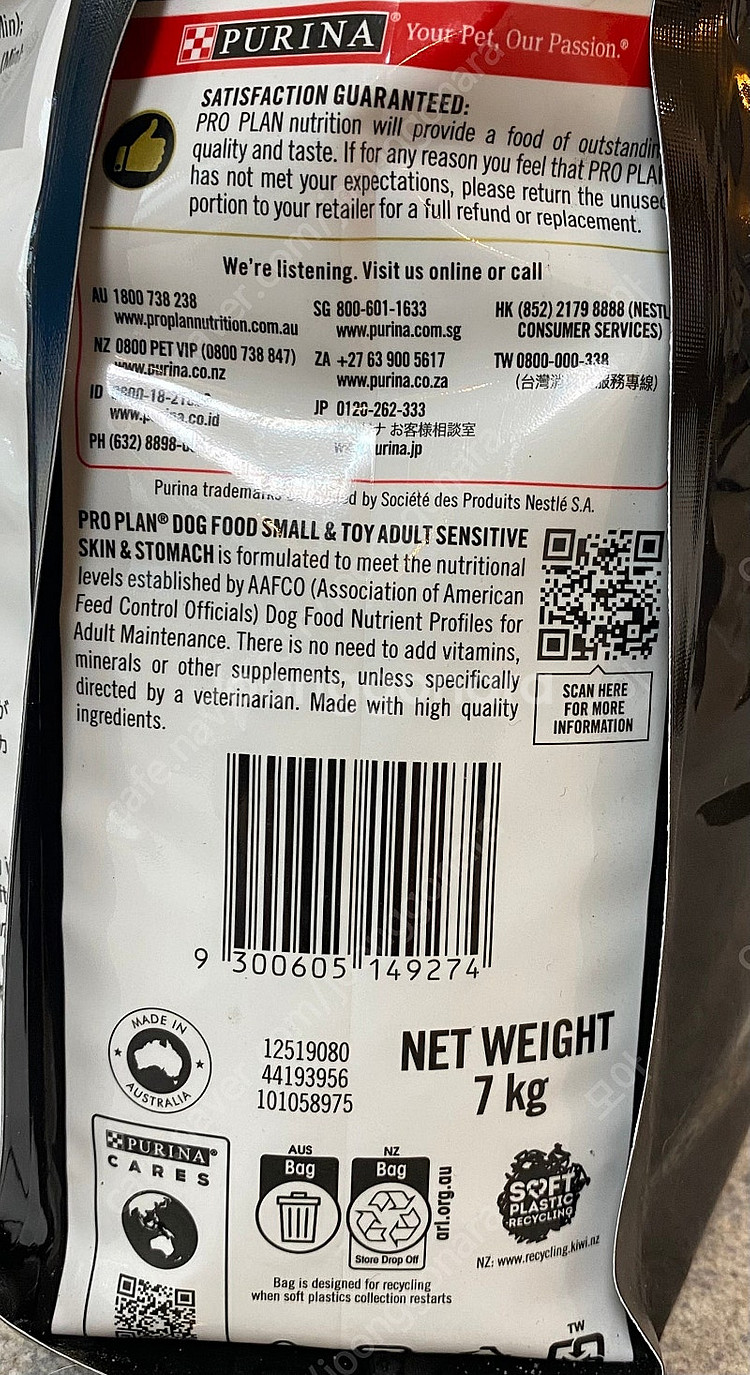 PURINA® Your Pet, Our Passion.®
SATISFACTION GUARANTEED:
PRO PLAN nutrition will provide a food of
quality and taste. If for any reason you feel that PRO
has not met your expectations, please return the
portion to your retailer for a full refund or replacement.
We're listening. Visit us online or call
AU 1800 738 238
www.proplannutrition.com.au
NZ 0800 PET VIP (0800 738 847)
www.purina.co.nz
ID
PH (632)
SG 800-601-1633
www.purina.com.sg
ZA +27 63 900 5617
www.purina.co.za
JP 0120-262-333
お客様相談室
HK (852) 2179 8888
CONSUMER SERVICES)
TW 0800-000-338
Purina by Société des Produits Nestlé S.A.
PRO PLAN® DOG FOOD SMALL & TOY ADULT SENSITIVE
SKIN & STOMACH is formulated to meet the nutritional
levels established by AAFCO (Association of American
Feed Control Officials) Dog Food Nutrient Profiles for
Adult Maintenance. There is no need to add vitamins,
minerals or other supplements, unless specifically
directed by a veterinarian. Made with high quality
ingredients.
SCAN HERE
FOR MORE
INFORMATION
9 300605 149274
MADE IN
AUSTRALIA
12519080
44193956
101058975
NET WEIGHT
7 kg
PURINA®
CARES
AUS
Bag
NZ
Bag
Store Drop Off
arl.org.au
Bag is designed for recycling
when soft plastics collection restarts
SOFT
PLASTIC
RECYCLING
NZ: www.recycling.kiwi.nz
TW